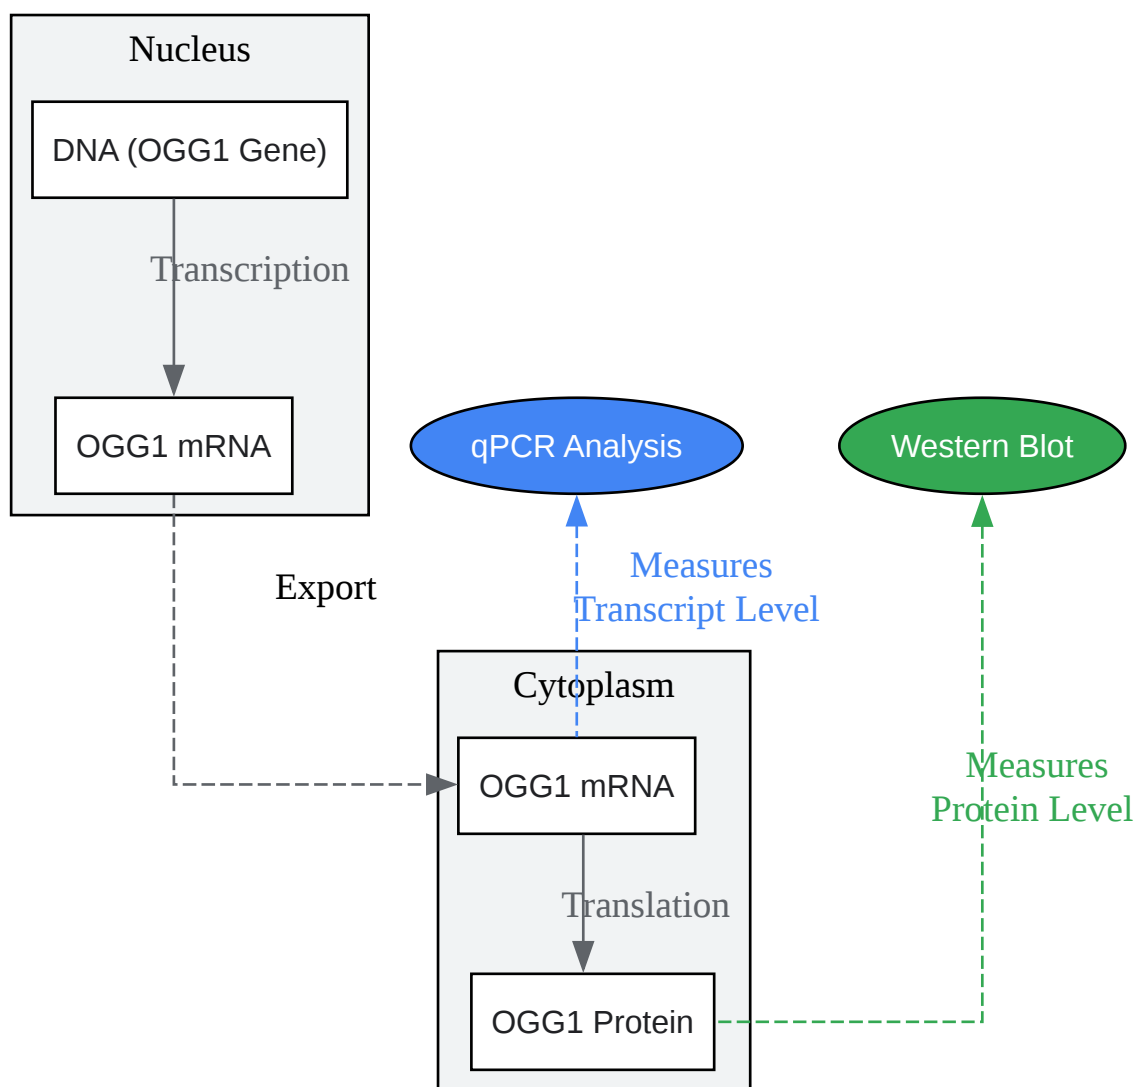 Nucleus
DNA (OGG1 Gene)
Transcription
OGG1 mRNA
qPCR Analysis
Western Blot
Export
Measures
Transcript Level
Cytoplasm
OGG1 mRNA
Measures
Protein Level
Translation
OGG1 Protein